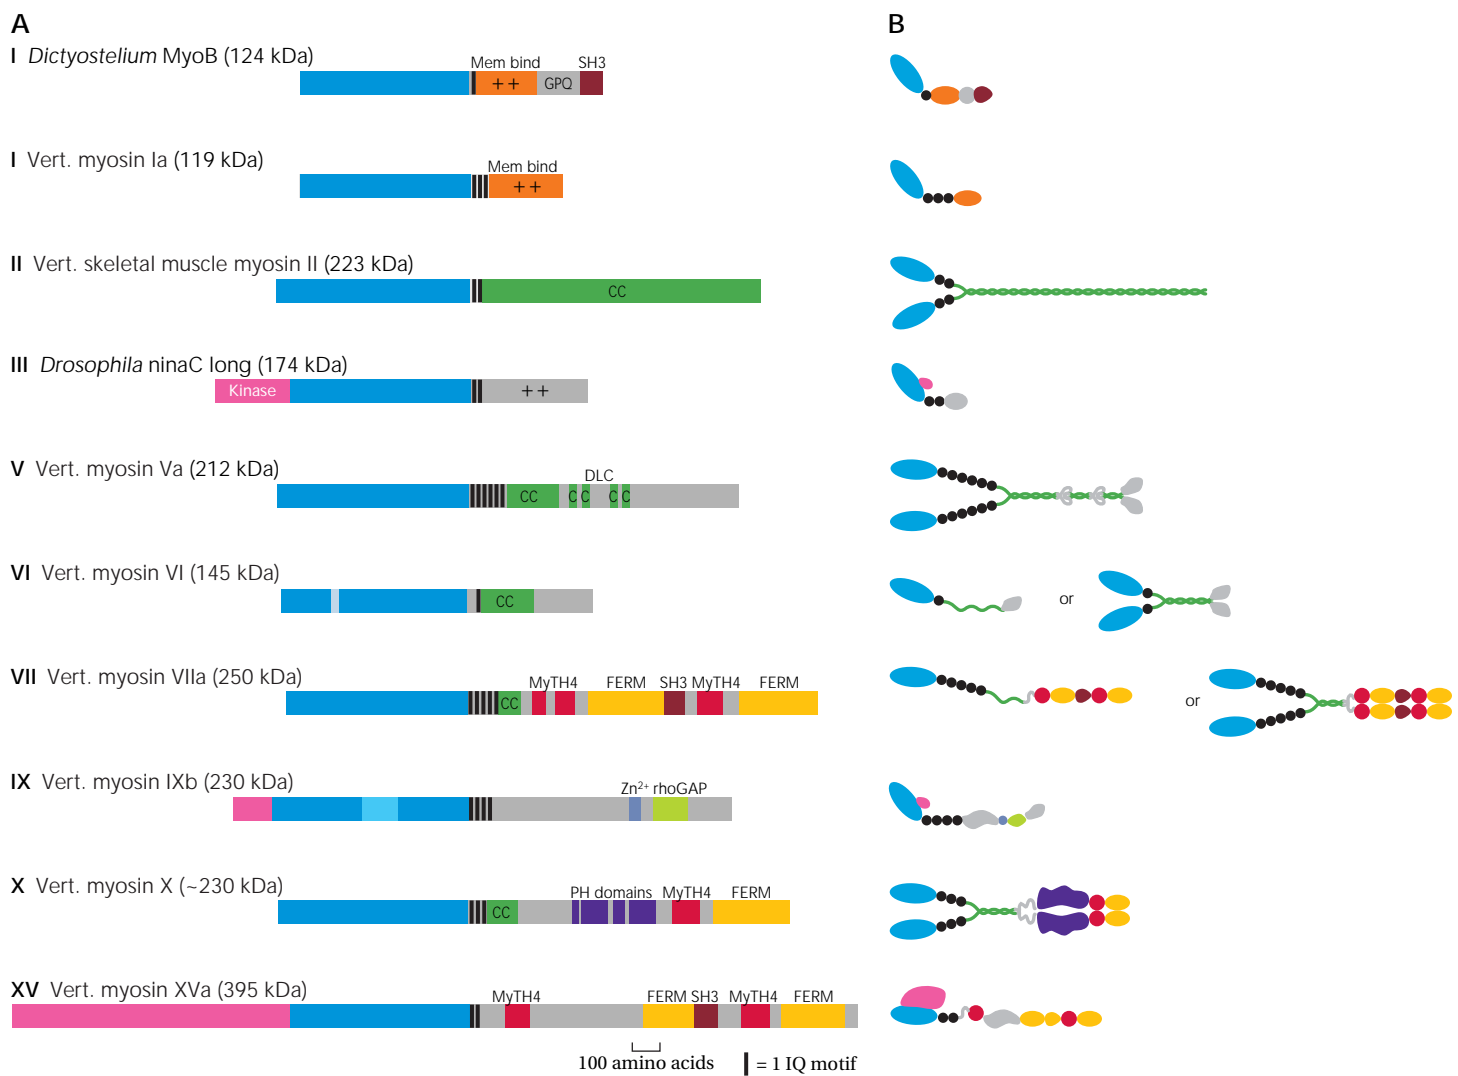 A
B
I Dictyostelium MyoB (124 kDa)
Mem bind SH3
++ GPQ
I Vert. myosin Ia (119 kDa)
Mem bind
++
II Vert. skeletal muscle myosin II (223 kDa)
CC
III Drosophila ninaC long (174 kDa)
Kinase ++
V Vert. myosin Va (212 kDa)
DLC
CC C C C C
VI Vert. myosin VI (145 kDa)
CC
or
VII Vert. myosin VIIa (250 kDa)
MyTH4 FERM SH3 MyTH4 FERM
CC
or
IX Vert. myosin IXb (230 kDa)
Zn²⁺ rhoGAP
X Vert. myosin X (~230 kDa)
PH domains MyTH4 FERM
CC
XV Vert. myosin XVa (395 kDa)
MyTH4 FERM SH3 MyTH4 FERM
100 amino acids = 1 IQ motif